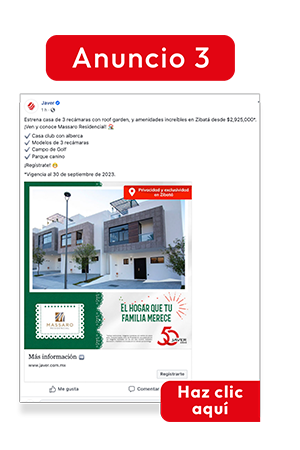 Anuncio 3
Javer
1 d
Estrena casa de 3 recámaras con roof garden, y amenidades increíbles en Zibatá desde $2,925,000*.
¡Ven y conoce Massaro Residencial!
Casa club con alberca
Modelos de 3 recámaras
Campo de Golf
Parque canino
¡Regístrate!
*Vigencia al 30 de septiembre de 2023.
Privacidad y exclusividad
en Zibatá
MASSARO
EL HOGAR QUE TU
FAMILIA MERECE
50 JAVER
Más información
www.javer.com.mx
Registrarte
Me gusta
Comentar
Haz clic
aquí